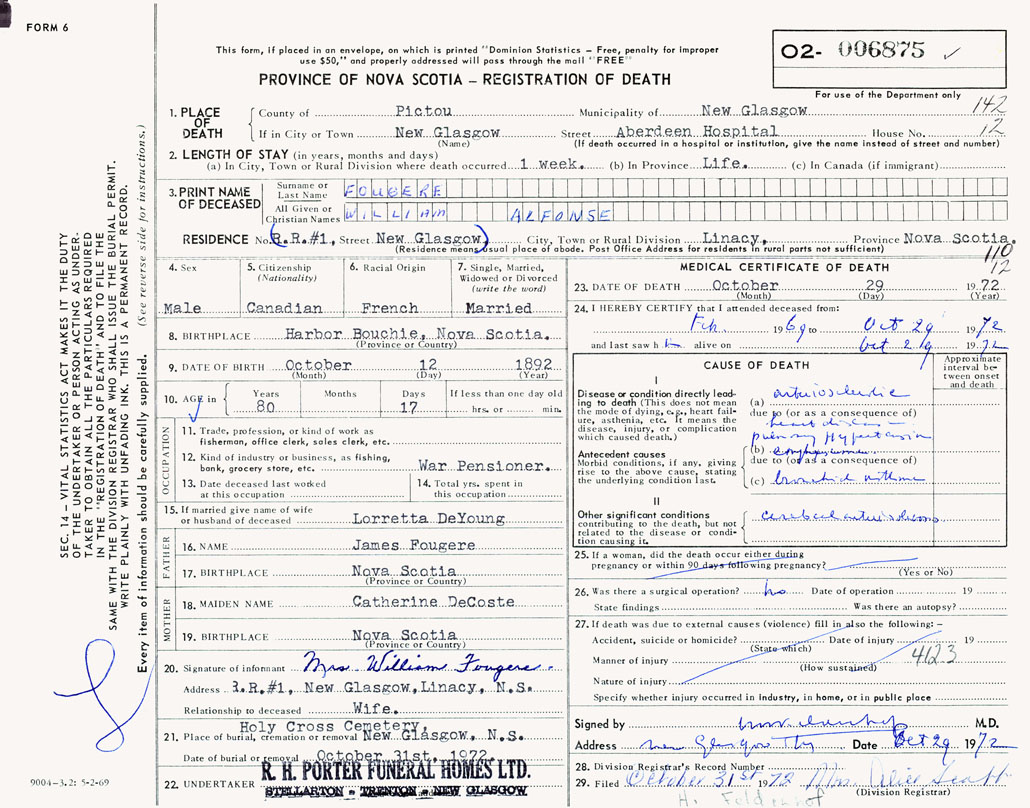 FORM 6
This form, if placed in an envelope, on which is printed "Dominion Statistics — Free, penalty for improper
use $50," and properly addressed will pass through the mail "FREE"
PROVINCE OF NOVA SCOTIA — REGISTRATION OF DEATH
02- 006875 ✓
For use of the Department only
142
12
1. PLACE OF DEATH
County of Pictou Municipality of New Glasgow
If in City or Town New Glasgow Street Aberdeen Hospital House No.
(Name) (If death occurred in a hospital or institution, give the name instead of street and number)
2. LENGTH OF STAY (in years, months and days)
(a) In City, Town or Rural Division where death occurred 1 week. (b) In Province Life. (c) In Canada (if immigrant)
3. PRINT NAME OF DECEASED
Surname or Last Name FOUGERE
All Given or Christian Names WILLIAM ALFONSE
RESIDENCE No. R.R.#1, Street New Glasgow) City, Town or Rural Division Linacy, Province Nova Scotia.
(Residence means usual place of abode. Post Office Address for residents in rural parts not sufficient)
110
12
4. Sex
Male
5. Citizenship
(Nationality)
Canadian
6. Racial Origin
French
7. Single, Married,
Widowed or Divorced
(write the word)
Married
8. BIRTHPLACE Harbor Bouchie, Nova Scotia.
(Province or Country)
9. DATE OF BIRTH October 12 1892
(Month) (Day) (Year)
10. AGE in Years Months Days If less than one day old
80 17 hrs. or min.
OCCUPATION
11. Trade, profession, or kind of work as
fisherman, office clerk, sales clerk, etc.
12. Kind of industry or business, as fishing,
bank, grocery store, etc. War Pensioner.
13. Date deceased last worked
at this occupation
14. Total yrs. spent in
this occupation
15. If married give name of wife
or husband of deceased Lorretta DeYoung
FATHER
16. NAME James Fougere
17. BIRTHPLACE Nova Scotia
(Province or Country)
MOTHER
18. MAIDEN NAME Catherine DeCoste
19. BIRTHPLACE Nova Scotia
(Province or Country)
20. Signature of informant Mrs. William Fougere.
Address R.R.#1, New Glasgow, Linacy, N.S.
Relationship to deceased Wife.
Holy Cross Cemetery,
21. Place of burial, cremation or removal New Glasgow, N.S.
Date of burial or removal October 31st, 1972
22. UNDERTAKER R. H. PORTER FUNERAL HOMES LTD.
STELLARTON - TRENTON - NEW GLASGOW
MEDICAL CERTIFICATE OF DEATH
23. DATE OF DEATH October 29 1972
(Month) (Day) (Year)
24. I HEREBY CERTIFY that I attended deceased from:
Feb. 1969 to Oct 29 1972
and last saw h alive on Oct 29 1972
CAUSE OF DEATH
Approximate
interval be-
tween onset
and death
I
Disease or condition directly lead-
ing to death (This does not mean
the mode of dying, e.g., heart fail-
ure, asthenia, etc. It means the
disease, injury, or complication
which caused death.)
(a) arteriosclerotic
due to (or as a consequence of)
heart disease
pulmonary Hypertension
Antecedent causes
Morbid conditions, if any, giving
rise to the above cause, stating
the underlying condition last.
(b) emphysema
due to (or as a consequence of)
(c) bronchial asthma
II
Other significant conditions
contributing to the death, but not
related to the disease or condi-
tion causing it.
cerebral arteriosclerosis
25. If a woman, did the death occur either during
pregnancy or within 90 days following pregnancy?
(Yes or No)
26. Was there a surgical operation? no Date of operation 19
State findings Was there an autopsy?
27. If death was due to external causes (violence) fill in also the following: —
Accident, suicide or homicide? Date of injury 19
(State which)
Manner of injury 412.3
(How sustained)
Nature of injury
Specify whether injury occurred in industry, in home, or in public place
Signed by M.D.
Address New Glasgow Date Oct 29 1972
28. Division Registrar's Record Number
29. Filed October 31st 1972 Mrs. Alice Scott
(Division Registrar)
SEC. 14 — VITAL STATISTICS ACT MAKES IT THE DUTY
OF THE UNDERTAKER OR PERSON ACTING AS UNDER-
TAKER TO OBTAIN ALL THE PARTICULARS REQUIRED
IN THE "REGISTRATION OF DEATH" AND TO FILE THE
SAME WITH THE DIVISION REGISTRAR WHO SHALL ISSUE THE BURIAL PERMIT.
WRITE PLAINLY WITH UNFADING INK. THIS IS A PERMANENT RECORD.
Every item of information should be carefully supplied. (See reverse side for instructions.)
9004-3.2: 5-2-69